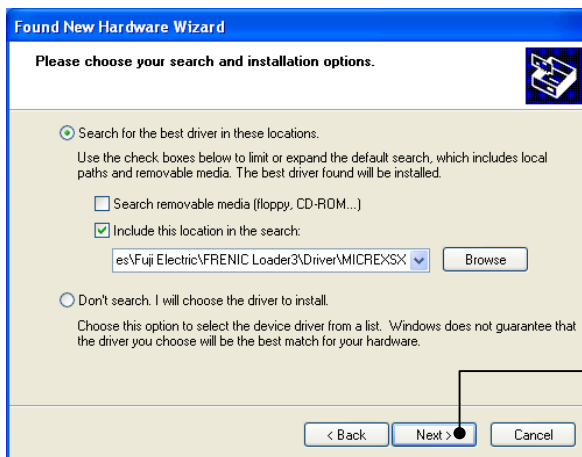 Found New Hardware Wizard
Please choose your search and installation options.
Search for the best driver in these locations.
Use the check boxes below to limit or expand the default search, which includes local
paths and removable media. The best driver found will be installed.
Search removable media (floppy, CD-ROM...)
Include this location in the search:
es\Fuji Electric\FRENIC Loader3\Driver\MICREXSX
Browse
Don't search. I will choose the driver to install.
Choose this option to select the device driver from a list. Windows does not guarantee that
the driver you choose will be the best match for your hardware.
< Back
Next >
Cancel